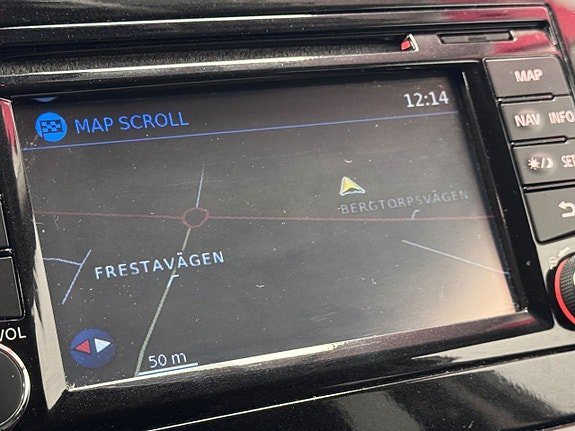 MAP SCROLL
12:14
BERGTORPSVÄGEN
FRESTAVÄGEN
50 m
MAP
NAV
INFO
SET
VOL